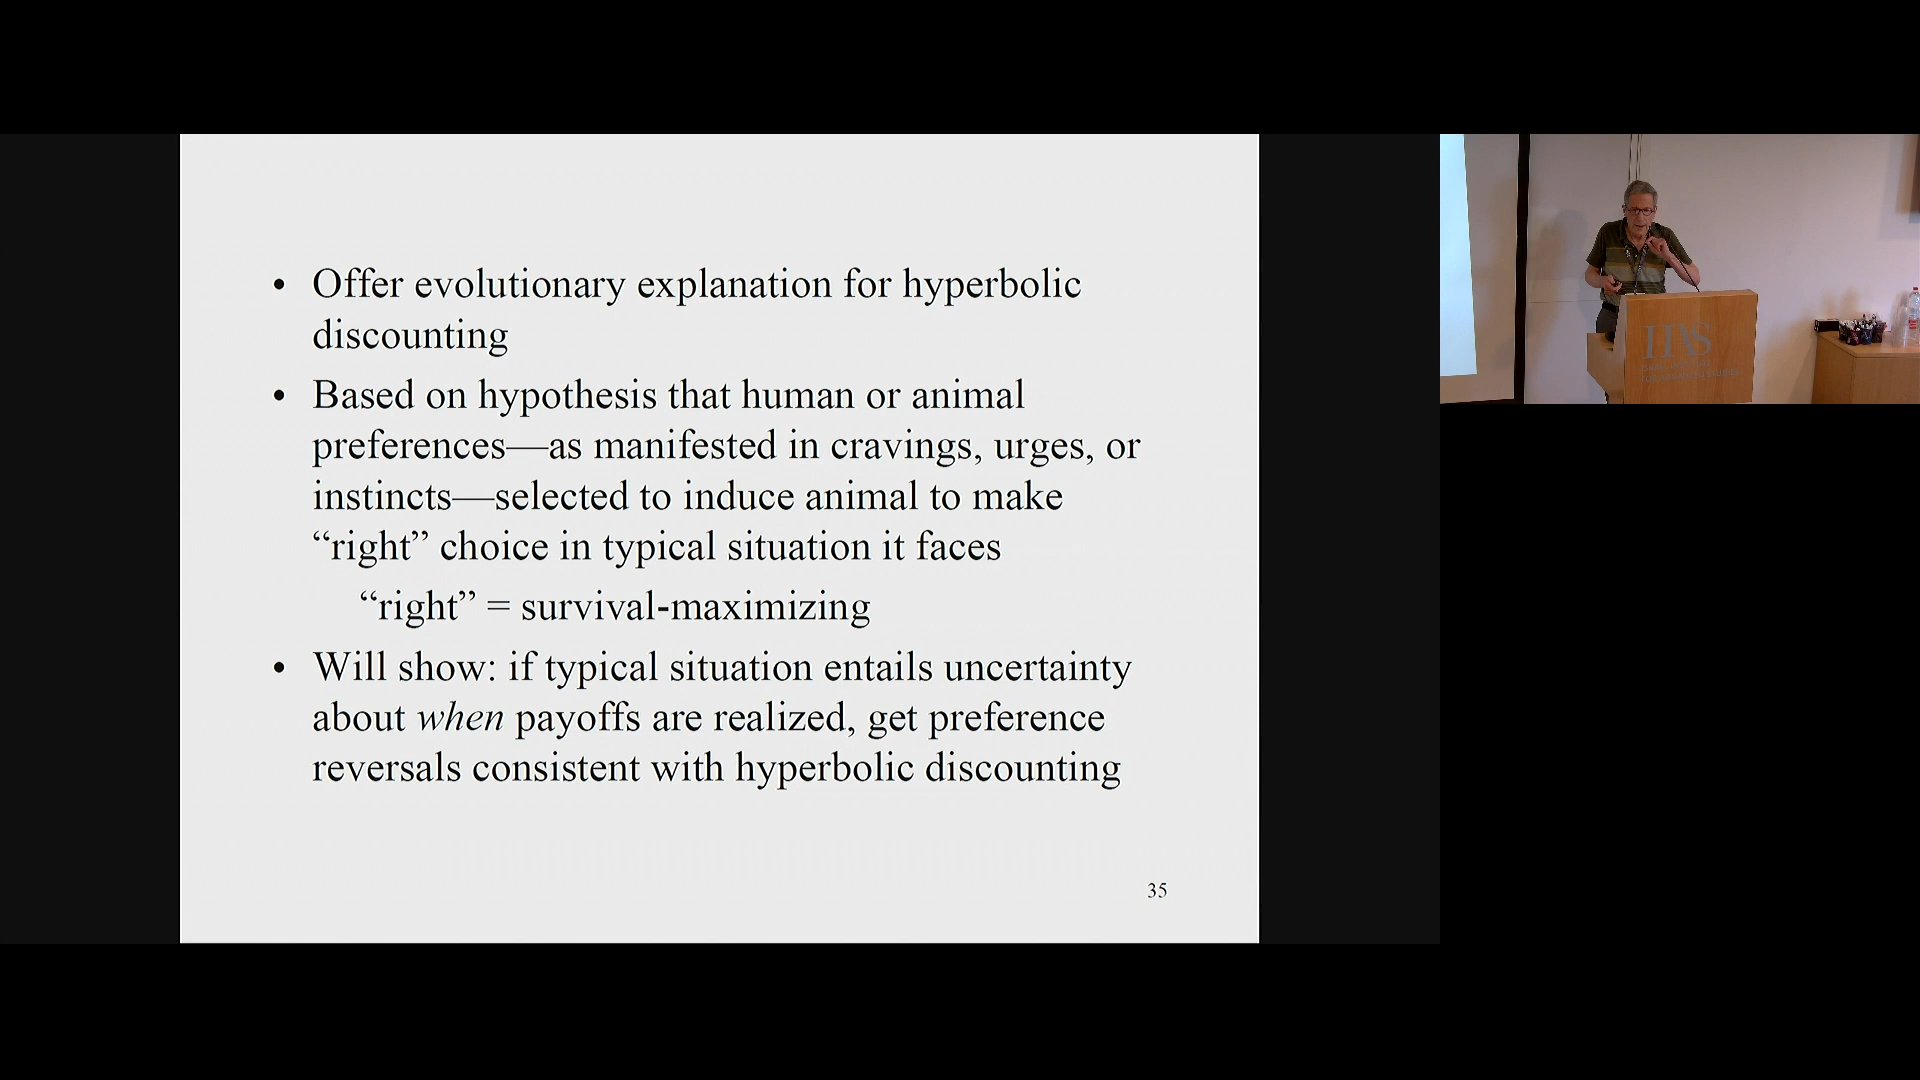 • Offer evolutionary explanation for hyperbolic
discounting
• Based on hypothesis that human or animal
preferences—as manifested in cravings, urges, or
instincts—selected to induce animal to make
“right” choice in typical situation it faces
“right” = survival-maximizing
• Will show: if typical situation entails uncertainty
about when payoffs are realized, get preference
reversals consistent with hyperbolic discounting
35
IIAS